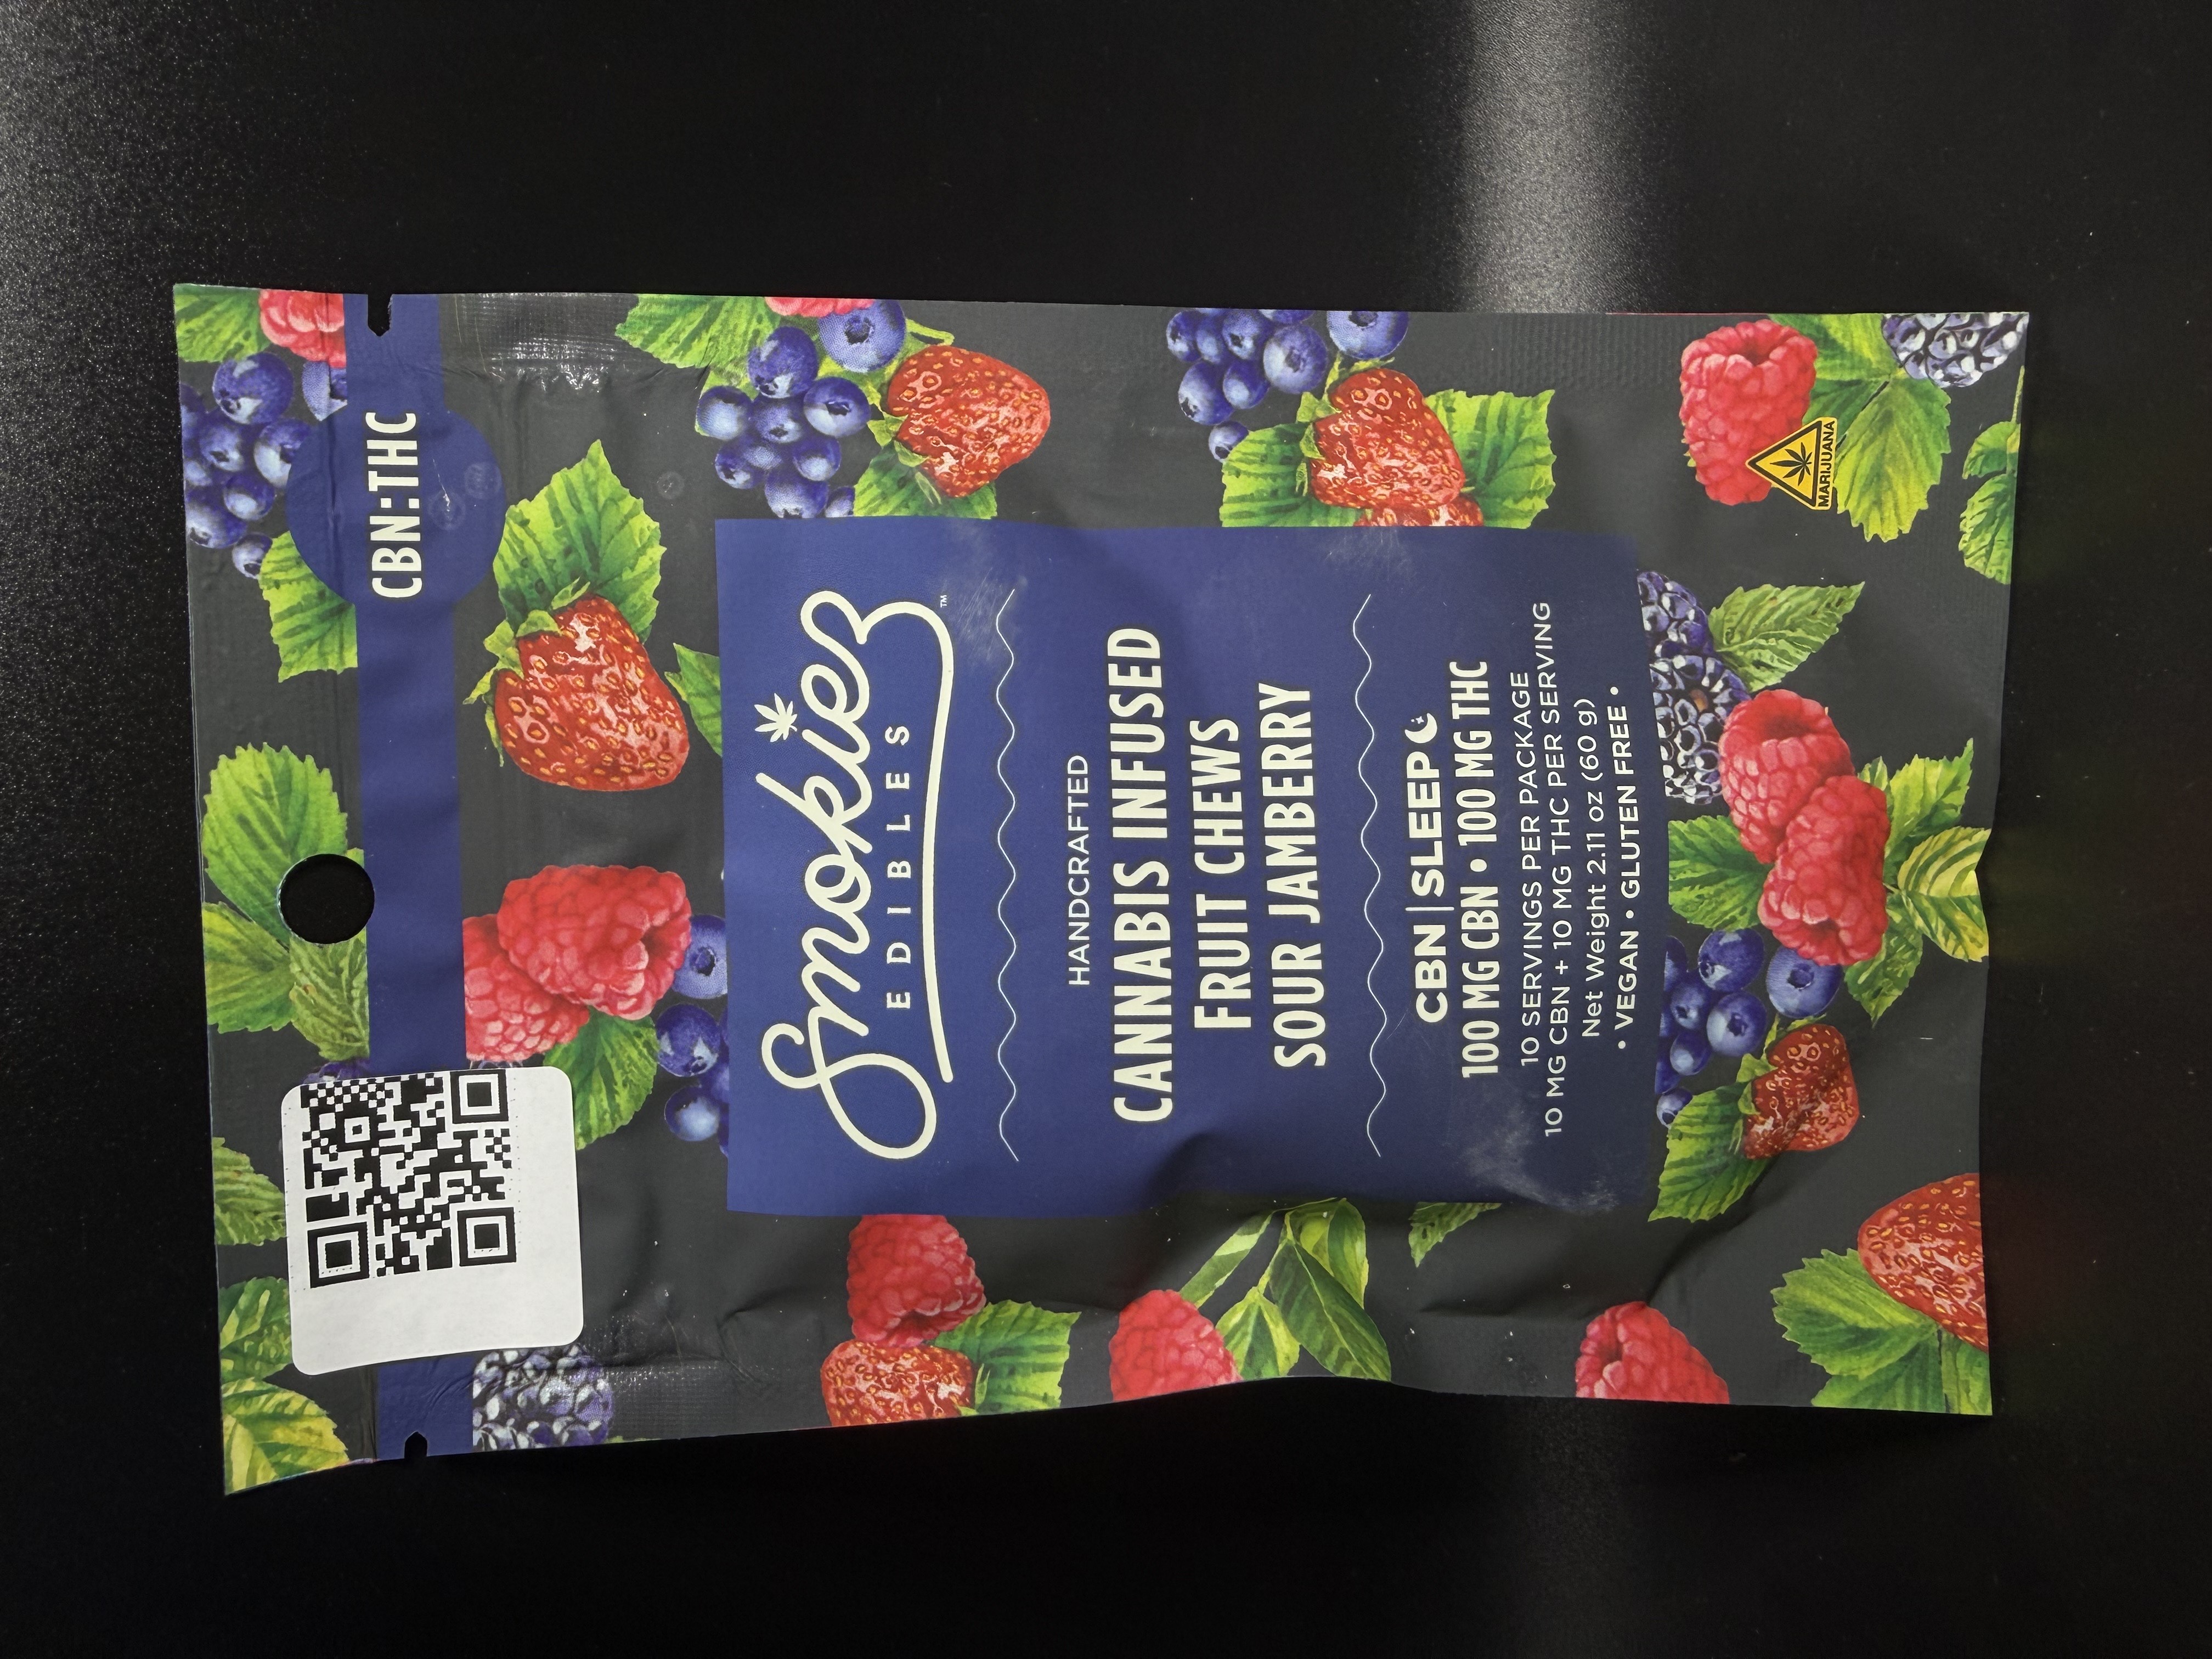 CBN:THC
Smokiez
EDIBLES
™
HANDCRAFTED
CANNABIS INFUSED
FRUIT CHEWS
SOUR JAMBERRY
CBN | SLEEP
100 MG CBN • 100 MG THC
10 SERVINGS PER PACKAGE
10 MG CBN + 10 MG THC PER SERVING
Net Weight 2.11 oz (60 g)
• VEGAN • GLUTEN FREE •
MARIJUANA